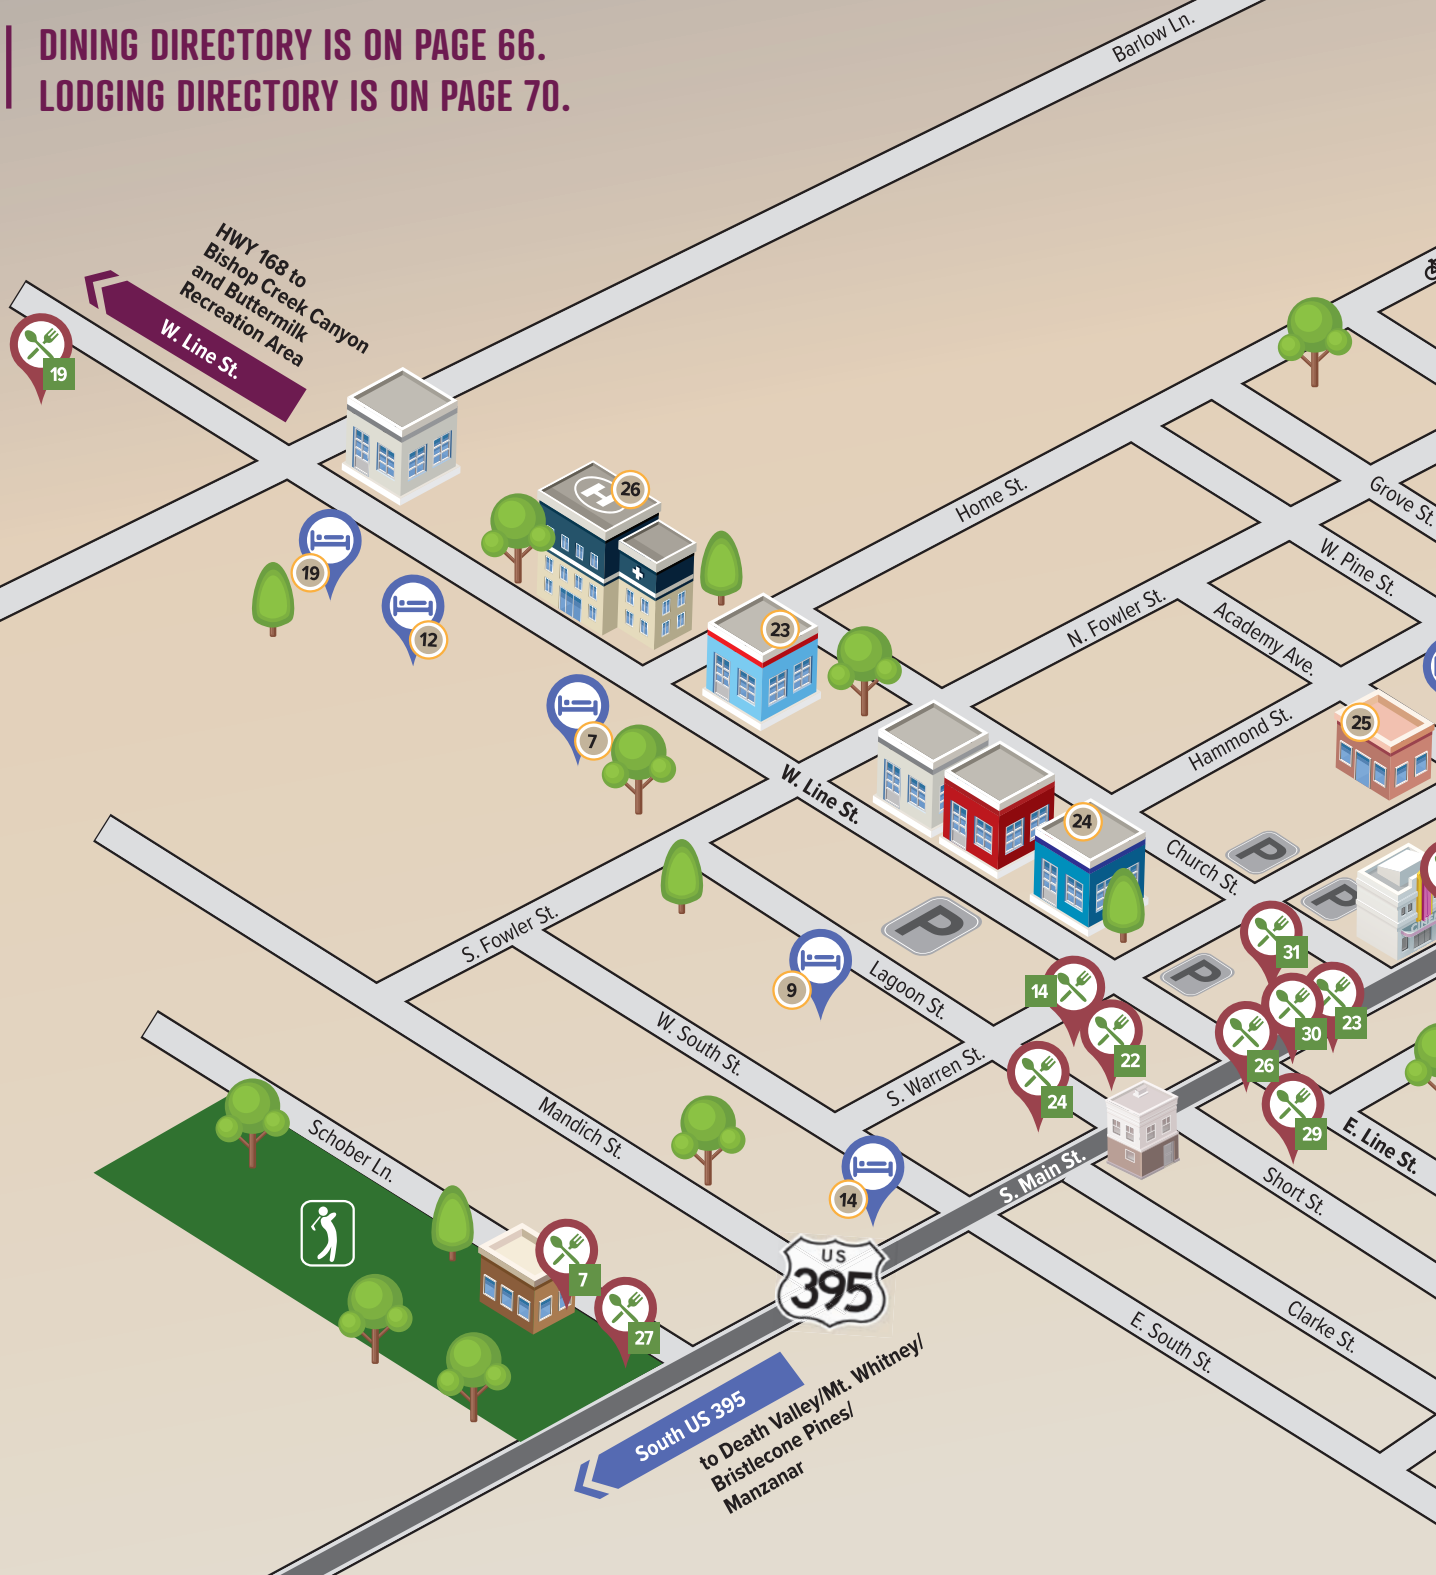 DINING DIRECTORY IS ON PAGE 66.
LODGING DIRECTORY IS ON PAGE 70.
Barlow Ln.
HWY 168 to
Bishop Creek Canyon
and Buttermilk
Recreation Area
W. Line St.
19
26
19
12
23
7
Home St.
Grove St.
W. Pine St.
N. Fowler St.
Academy Ave.
Hammond St.
25
W. Line St.
24
Church St.
P
P
P
P
S. Fowler St.
9
Lagoon St.
W. South St.
S. Warren St.
14
22
24
31
30
23
26
29
E. Line St.
Short St.
Mandich St.
Schober Ln.
14
S. Main St.
7
27
US
395
Clarke St.
E. South St.
South US 395
to Death Valley/Mt. Whitney/
Bristlecone Pines/
Manzanar
H